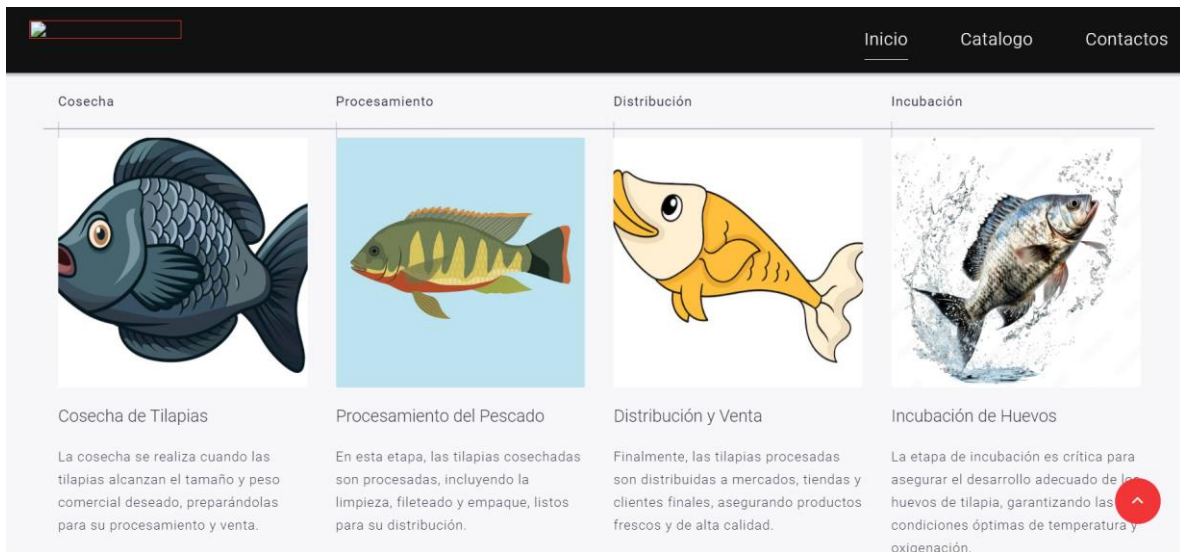 Inicio Catalogo Contactos
Cosecha Procesamiento Distribución Incubación
Cosecha de Tilapias
La cosecha se realiza cuando las
tilapias alcanzan el tamaño y peso
comercial deseado, preparándolas
para su procesamiento y venta.
Procesamiento del Pescado
En esta etapa, las tilapias cosechadas
son procesadas, incluyendo la
limpieza, fileteado y empaque, listos
para su distribución.
Distribución y Venta
Finalmente, las tilapias procesadas
son distribuidas a mercados, tiendas y
clientes finales, asegurando productos
frescos y de alta calidad.
Incubación de Huevos
La etapa de incubación es crítica para
asegurar el desarrollo adecuado de los
huevos de tilapia, garantizando las
condiciones óptimas de temperatura y
oxigenación.